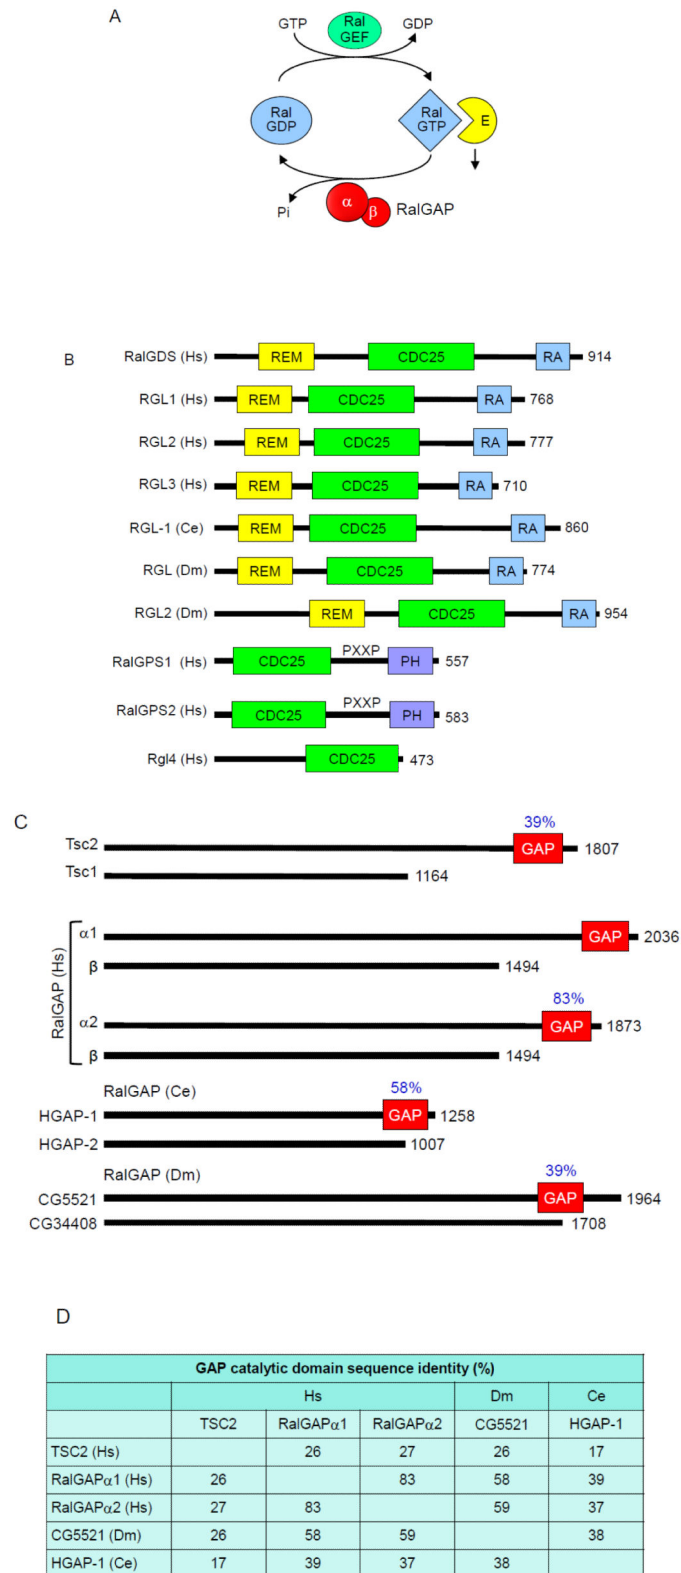 A
GTP
Ral
GEF
GDP
Ral
GDP
Ral
GTP
E
Pi
α
β
RalGAP
B
RalGDS (Hs) REM CDC25 RA 914
RGL1 (Hs) REM CDC25 RA 768
RGL2 (Hs) REM CDC25 RA 777
RGL3 (Hs) REM CDC25 RA 710
RGL-1 (Ce) REM CDC25 RA 860
RGL (Dm) REM CDC25 RA 774
RGL2 (Dm) REM CDC25 RA 954
RalGPS1 (Hs) CDC25 PXXP PH 557
RalGPS2 (Hs) CDC25 PXXP PH 583
Rgl4 (Hs) CDC25 473
C
39%
Tsc2 GAP 1807
Tsc1 1164
RalGAP (Hs)
α1 GAP 2036
β 1494
83%
α2 GAP 1873
β 1494
RalGAP (Ce) 58%
HGAP-1 GAP 1258
HGAP-2 1007
RalGAP (Dm) 39%
CG5521 GAP 1964
CG34408 1708
D
GAP catalytic domain sequence identity (%)
Hs Dm Ce
TSC2 RalGAPα1 RalGAPα2 CG5521 HGAP-1
TSC2 (Hs) 26 27 26 17
RalGAPα1 (Hs) 26 83 58 39
RalGAPα2 (Hs) 27 83 59 37
CG5521 (Dm) 26 58 59 38
HGAP-1 (Ce) 17 39 37 38